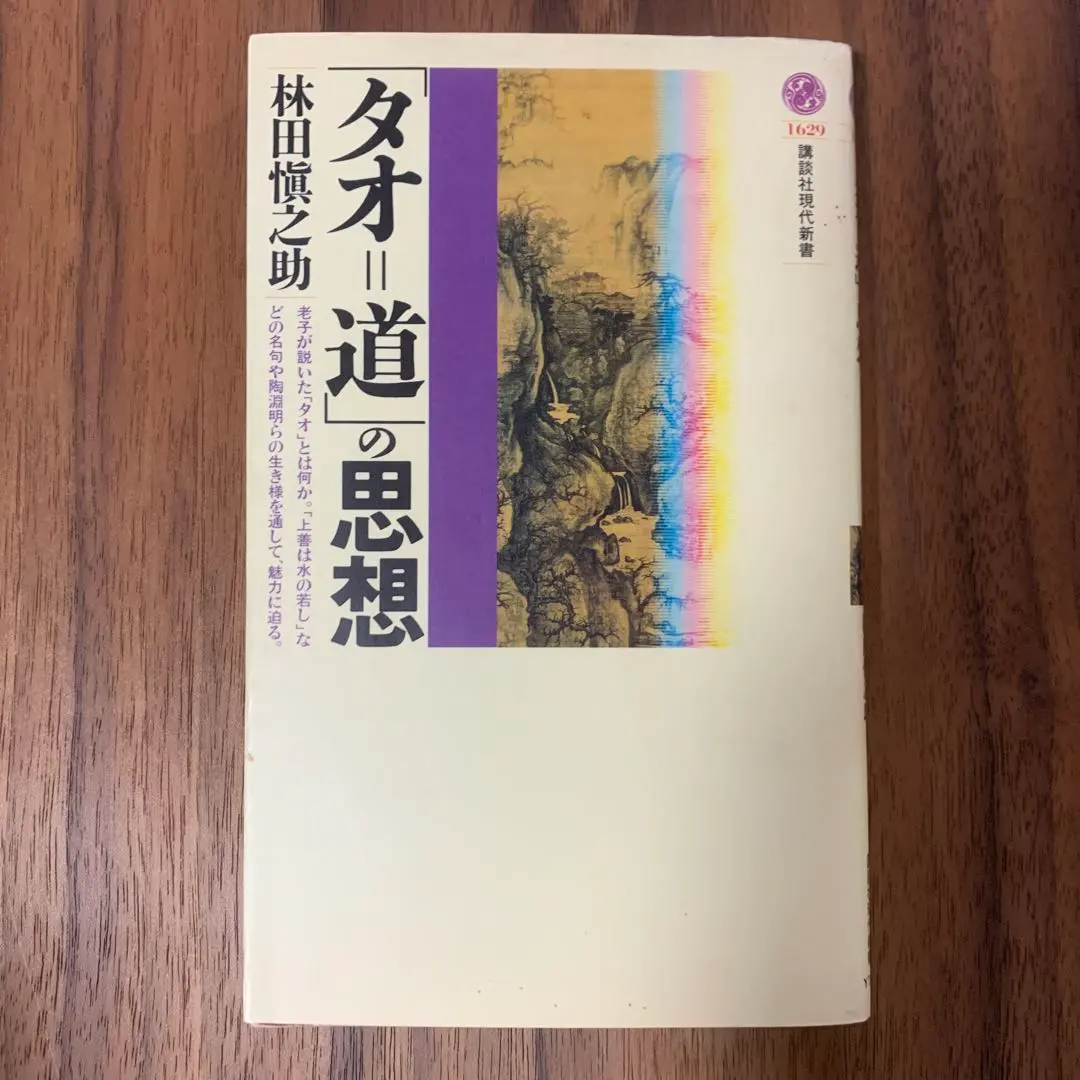 1629
講談社現代新書
「タオ=道」の思想
林田愼之助
老子が説いた「タオ」とは何か。「上善は水の若し」な
どの名句や陶淵明らの生き様を通して、魅力に迫る。